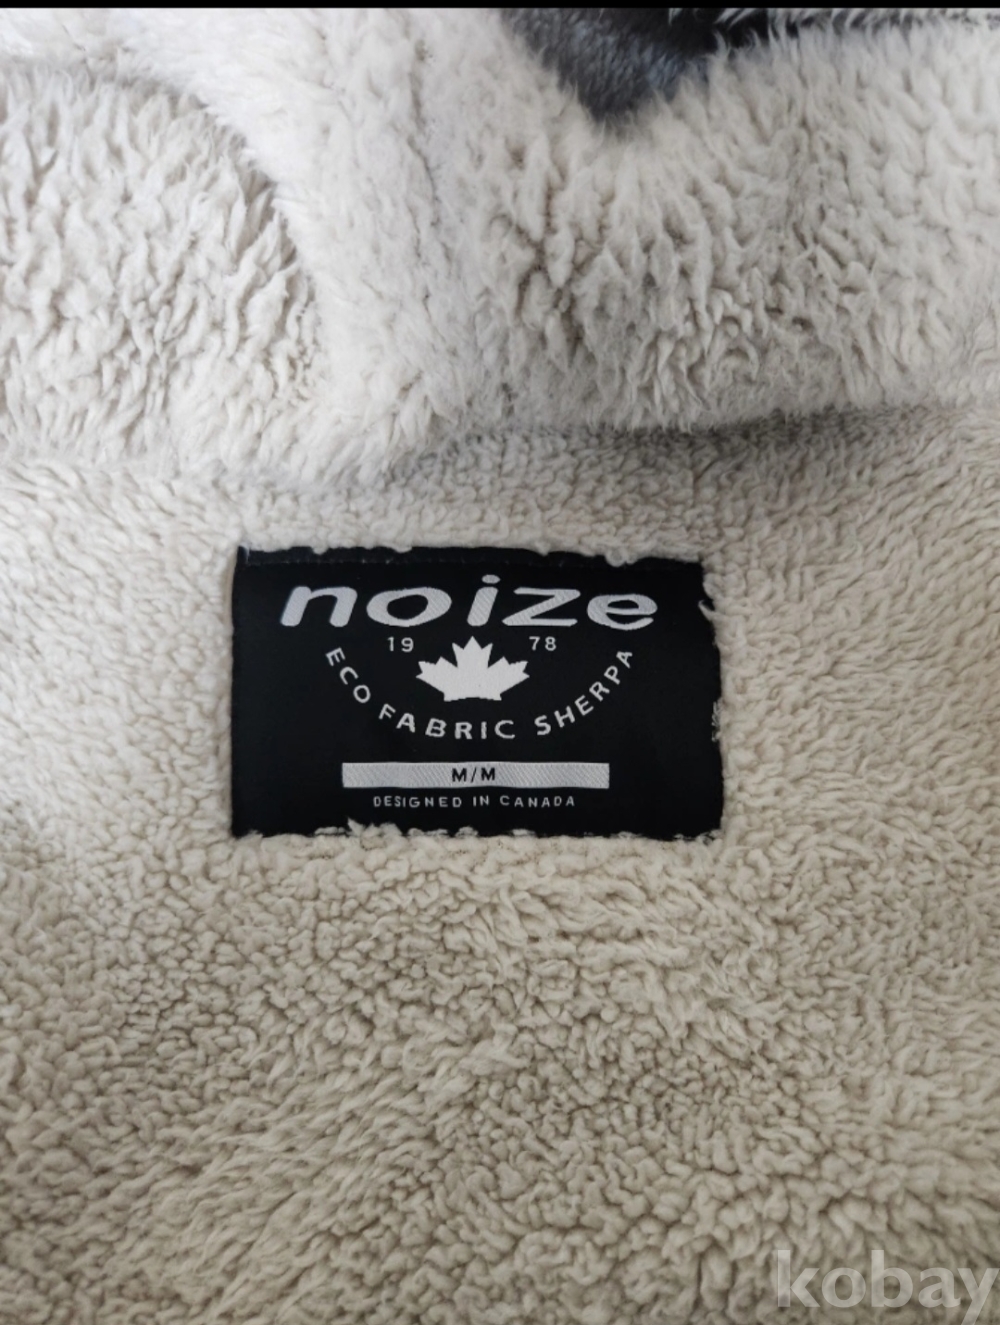 noize
19 78
ECO FABRIC SHERPA
M/M
DESIGNED IN CANADA
kobay